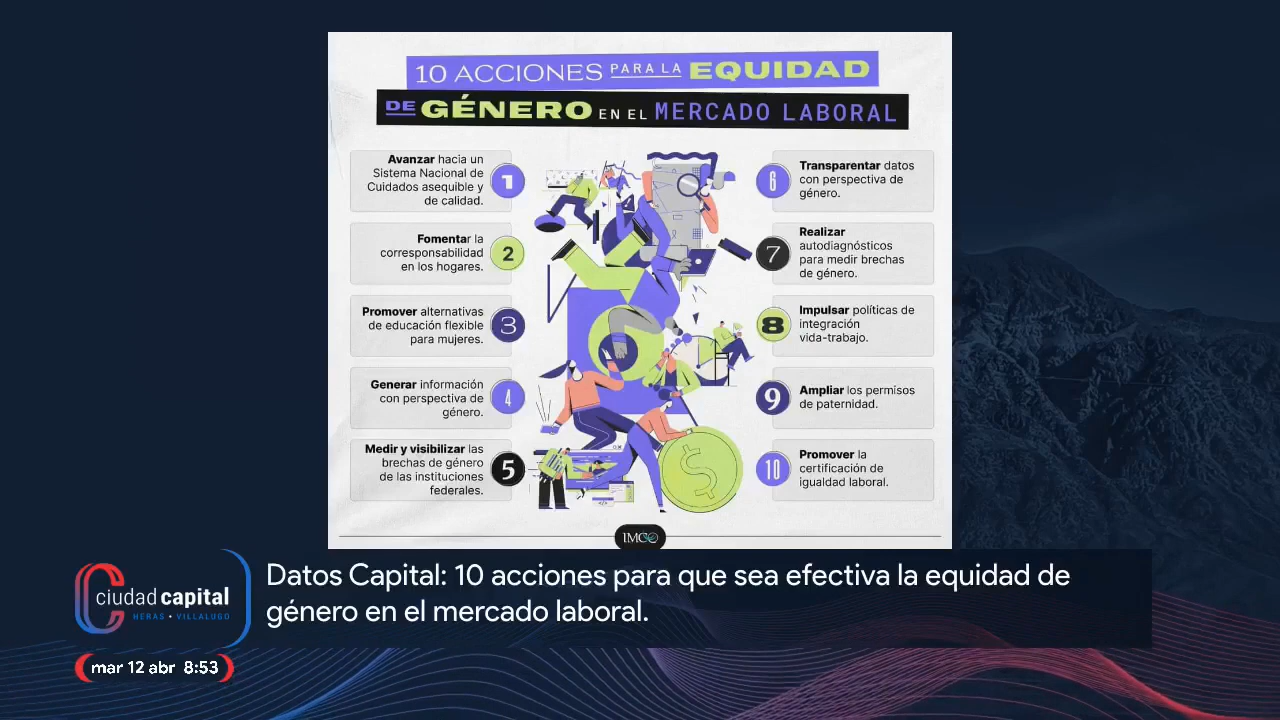 10 ACCIONES PARA LA EQUIDAD
DE GÉNERO EN EL MERCADO LABORAL
Avanzar hacia un
Sistema Nacional de
Cuidados asequible y
de calidad.
1
Fomentar la
corresponsabilidad
en los hogares.
2
Promover alternativas
de educación flexible
para mujeres.
3
Generar información
con perspectiva de
género.
4
Medir y visibilizar las
brechas de género
de las instituciones
federales.
5
6
Transparentar datos
con perspectiva de
género.
7
Realizar
autodiagnósticos
para medir brechas
de género.
8
Impulsar políticas de
integración
vida-trabajo.
9
Ampliar los permisos
de paternidad.
10
Promover la
certificación de
igualdad laboral.
$
IMCO
Datos Capital: 10 acciones para que sea efectiva la equidad de
género en el mercado laboral.
ciudad capital
HERAS • VILLALUGO
mar 12 abr 8:53